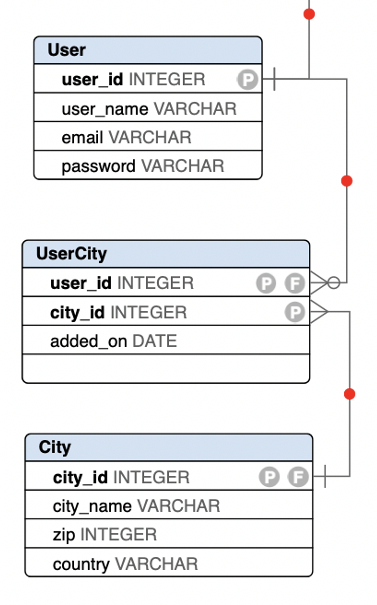 User
user_id INTEGER P
user_name VARCHAR
email VARCHAR
password VARCHAR
UserCity
user_id INTEGER P F
city_id INTEGER P
added_on DATE
City
city_id INTEGER P F
city_name VARCHAR
zip INTEGER
country VARCHAR